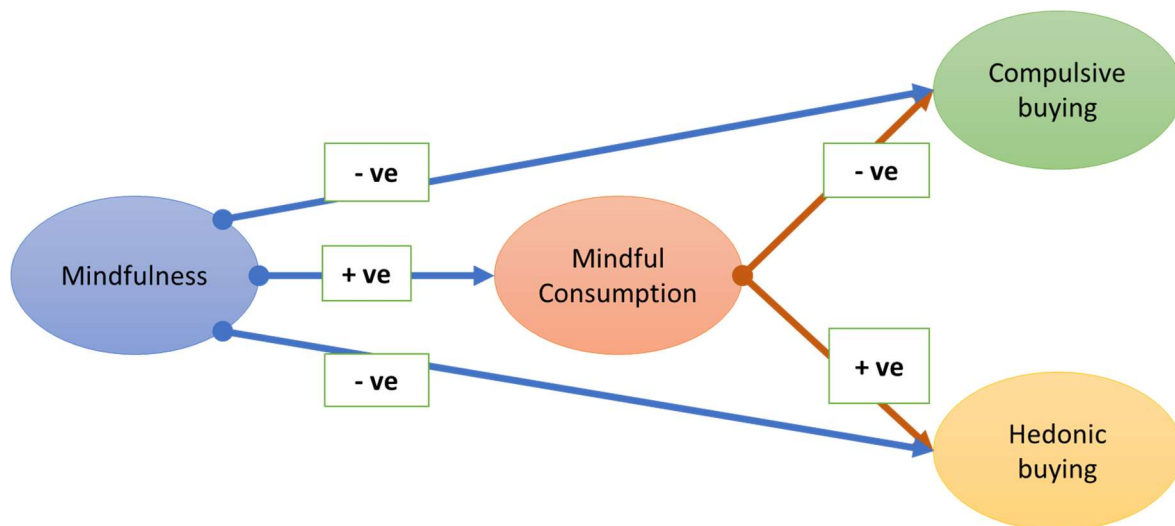 Compulsive
buying
- ve
- ve
Mindfulness
+ ve
Mindful
Consumption
- ve
+ ve
Hedonic
buying